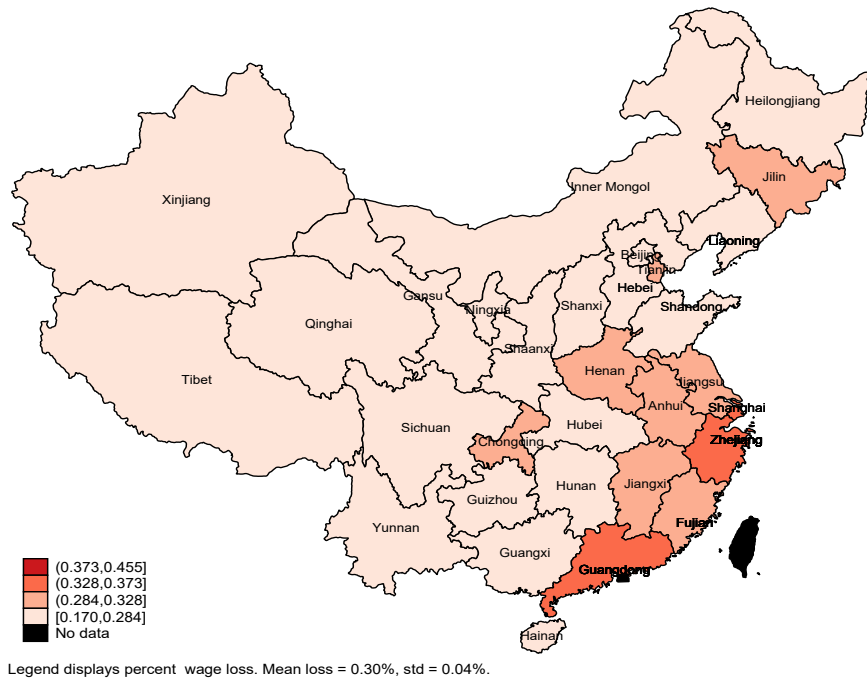 Heilongjiang
Jilin
Xinjiang
Inner Mongol
Liaoning
Beijing
Tianjin
Hebei
Gansu
Ningxia
Shanxi
Shandong
Qinghai
Shaanxi
Henan
Jiangsu
Tibet
Anhui
Shanghai
Sichuan
Hubei
Chongqing
Zhejiang
Hunan
Jiangxi
Guizhou
Yunnan
Fujian
Guangxi
Guangdong
Hainan
(0.373,0.455]
(0.328,0.373]
(0.284,0.328]
[0.170,0.284]
No data
Legend displays percent wage loss. Mean loss = 0.30%, std = 0.04%.